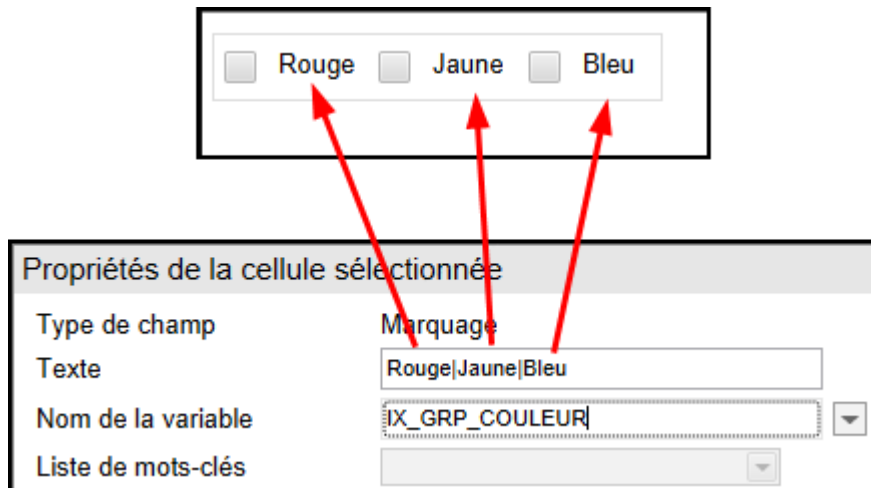 Rouge Jaune Bleu
Propriétés de la cellule sélectionnée
Type de champ Marquage
Texte Rouge|Jaune|Bleu
Nom de la variable IX_GRP_COULEUR
Liste de mots-clés